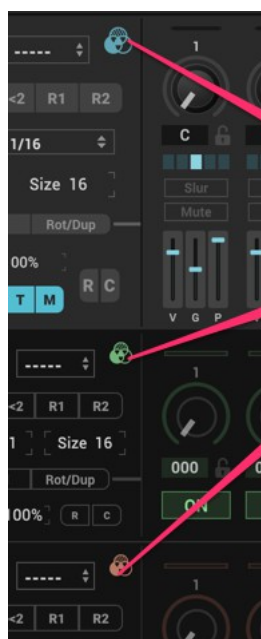 -----
1
<2 R1 R2
1/16
C
Size 16
Slur
Mute
Rot/Dup
00%
R C
T M
V G P
-----
1
<2 R1 R2
1 Size 16
000
Rot/Dup
ON
100% R C
-----
1
<2 R1 R2